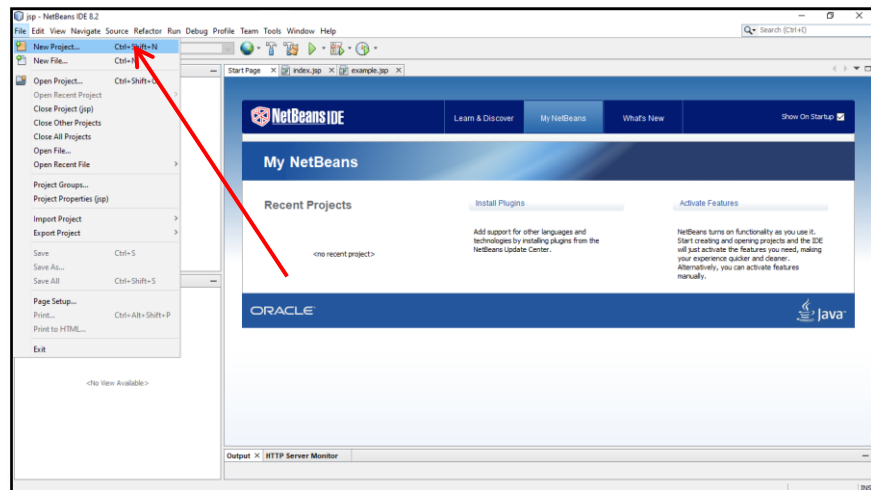 jsp - NetBeans IDE 8.2
File Edit View Navigate Source Refactor Run Debug Profile Team Tools Window Help
Search (Ctrl+I)
New Project... Ctrl+Shift+N
New File... Ctrl+N
Open Project... Ctrl+Shift+O
Open Recent Project
Close Project (jsp)
Close Other Projects
Close All Projects
Open File...
Open Recent File
Project Groups...
Project Properties (jsp)
Import Project
Export Project
Save Ctrl+S
Save As...
Save All Ctrl+Shift+S
Page Setup...
Print... Ctrl+Alt+Shift+P
Print to HTML...
Exit
<No View Available>
Start Page index.jsp example.jsp
NetBeans IDE
Learn & Discover My NetBeans What's New Show On Startup
My NetBeans
Recent Projects
<no recent project>
Install Plugins
Add support for other languages and
technologies by installing plugins from the
NetBeans Update Center.
Activate Features
NetBeans turns on functionality as you use it.
Start creating and opening projects and the IDE
will just activate the features you need, making
your experience quicker and cleaner.
Alternatively, you can activate features
manually.
ORACLE
Java
Output HTTP Server Monitor
INS